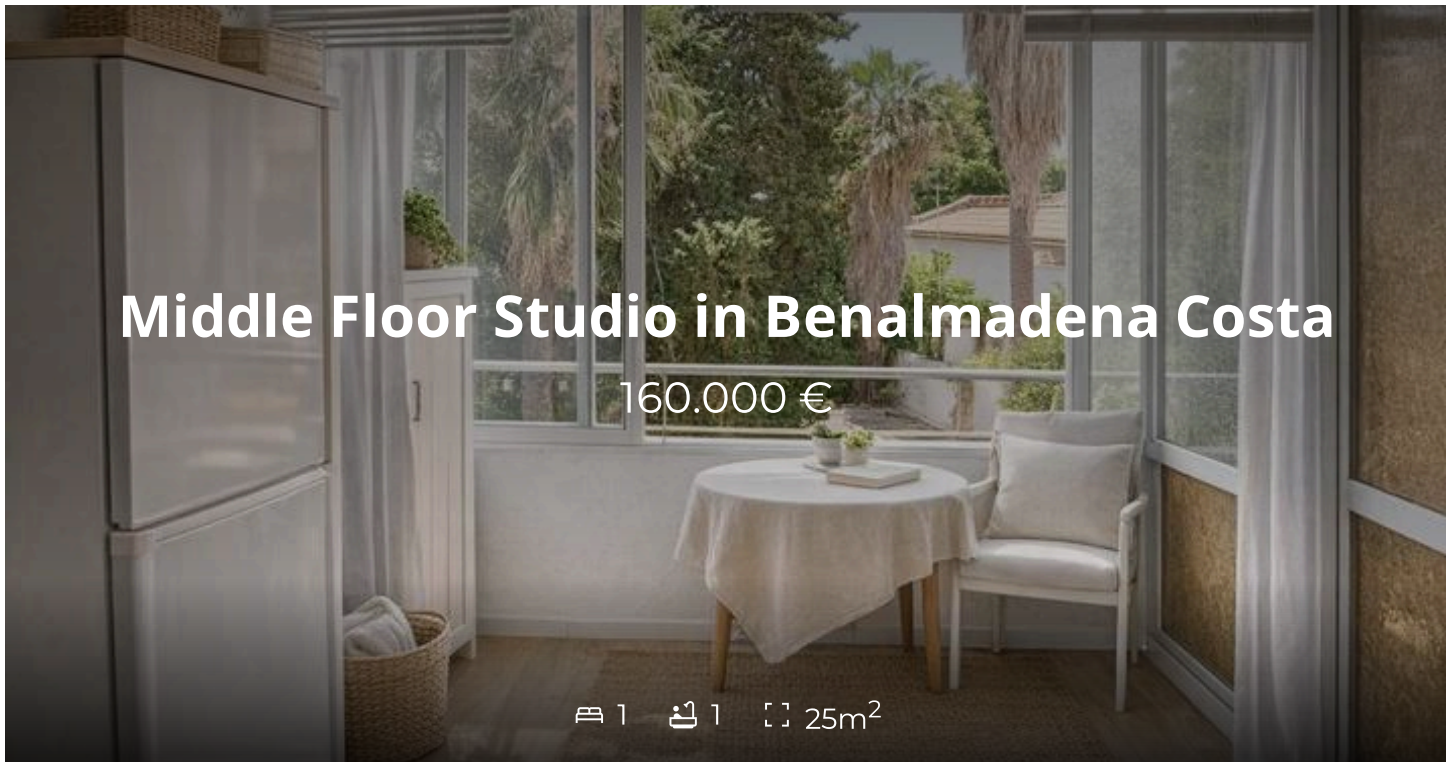 Middle Floor Studio in Benalmadena Costa
160.000 €
1 1 25m²